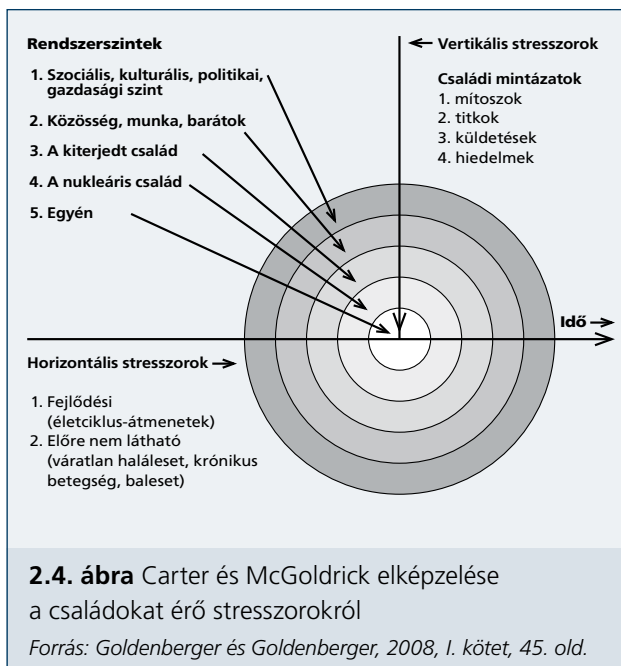 Rendszerszintek
1. Szociális, kulturális, politikai,
gazdasági szint
2. Közösség, munka, barátok
3. A kiterjedt család
4. A nukleáris család
5. Egyén
Vertikális stresszorok
Családi mintázatok
1. mítoszok
2. titkok
3. küldetések
4. hiedelmek
Idő
Horizontális stresszorok
1. Fejlődési
(életciklus-átmenetek)
2. Előre nem látható
(váratlan haláleset, krónikus
betegség, baleset)
2.4. ábra Carter és McGoldrick elképzelése
a családokat érő stresszorokról
Forrás: Goldenberger és Goldenberger, 2008, I. kötet, 45. old.